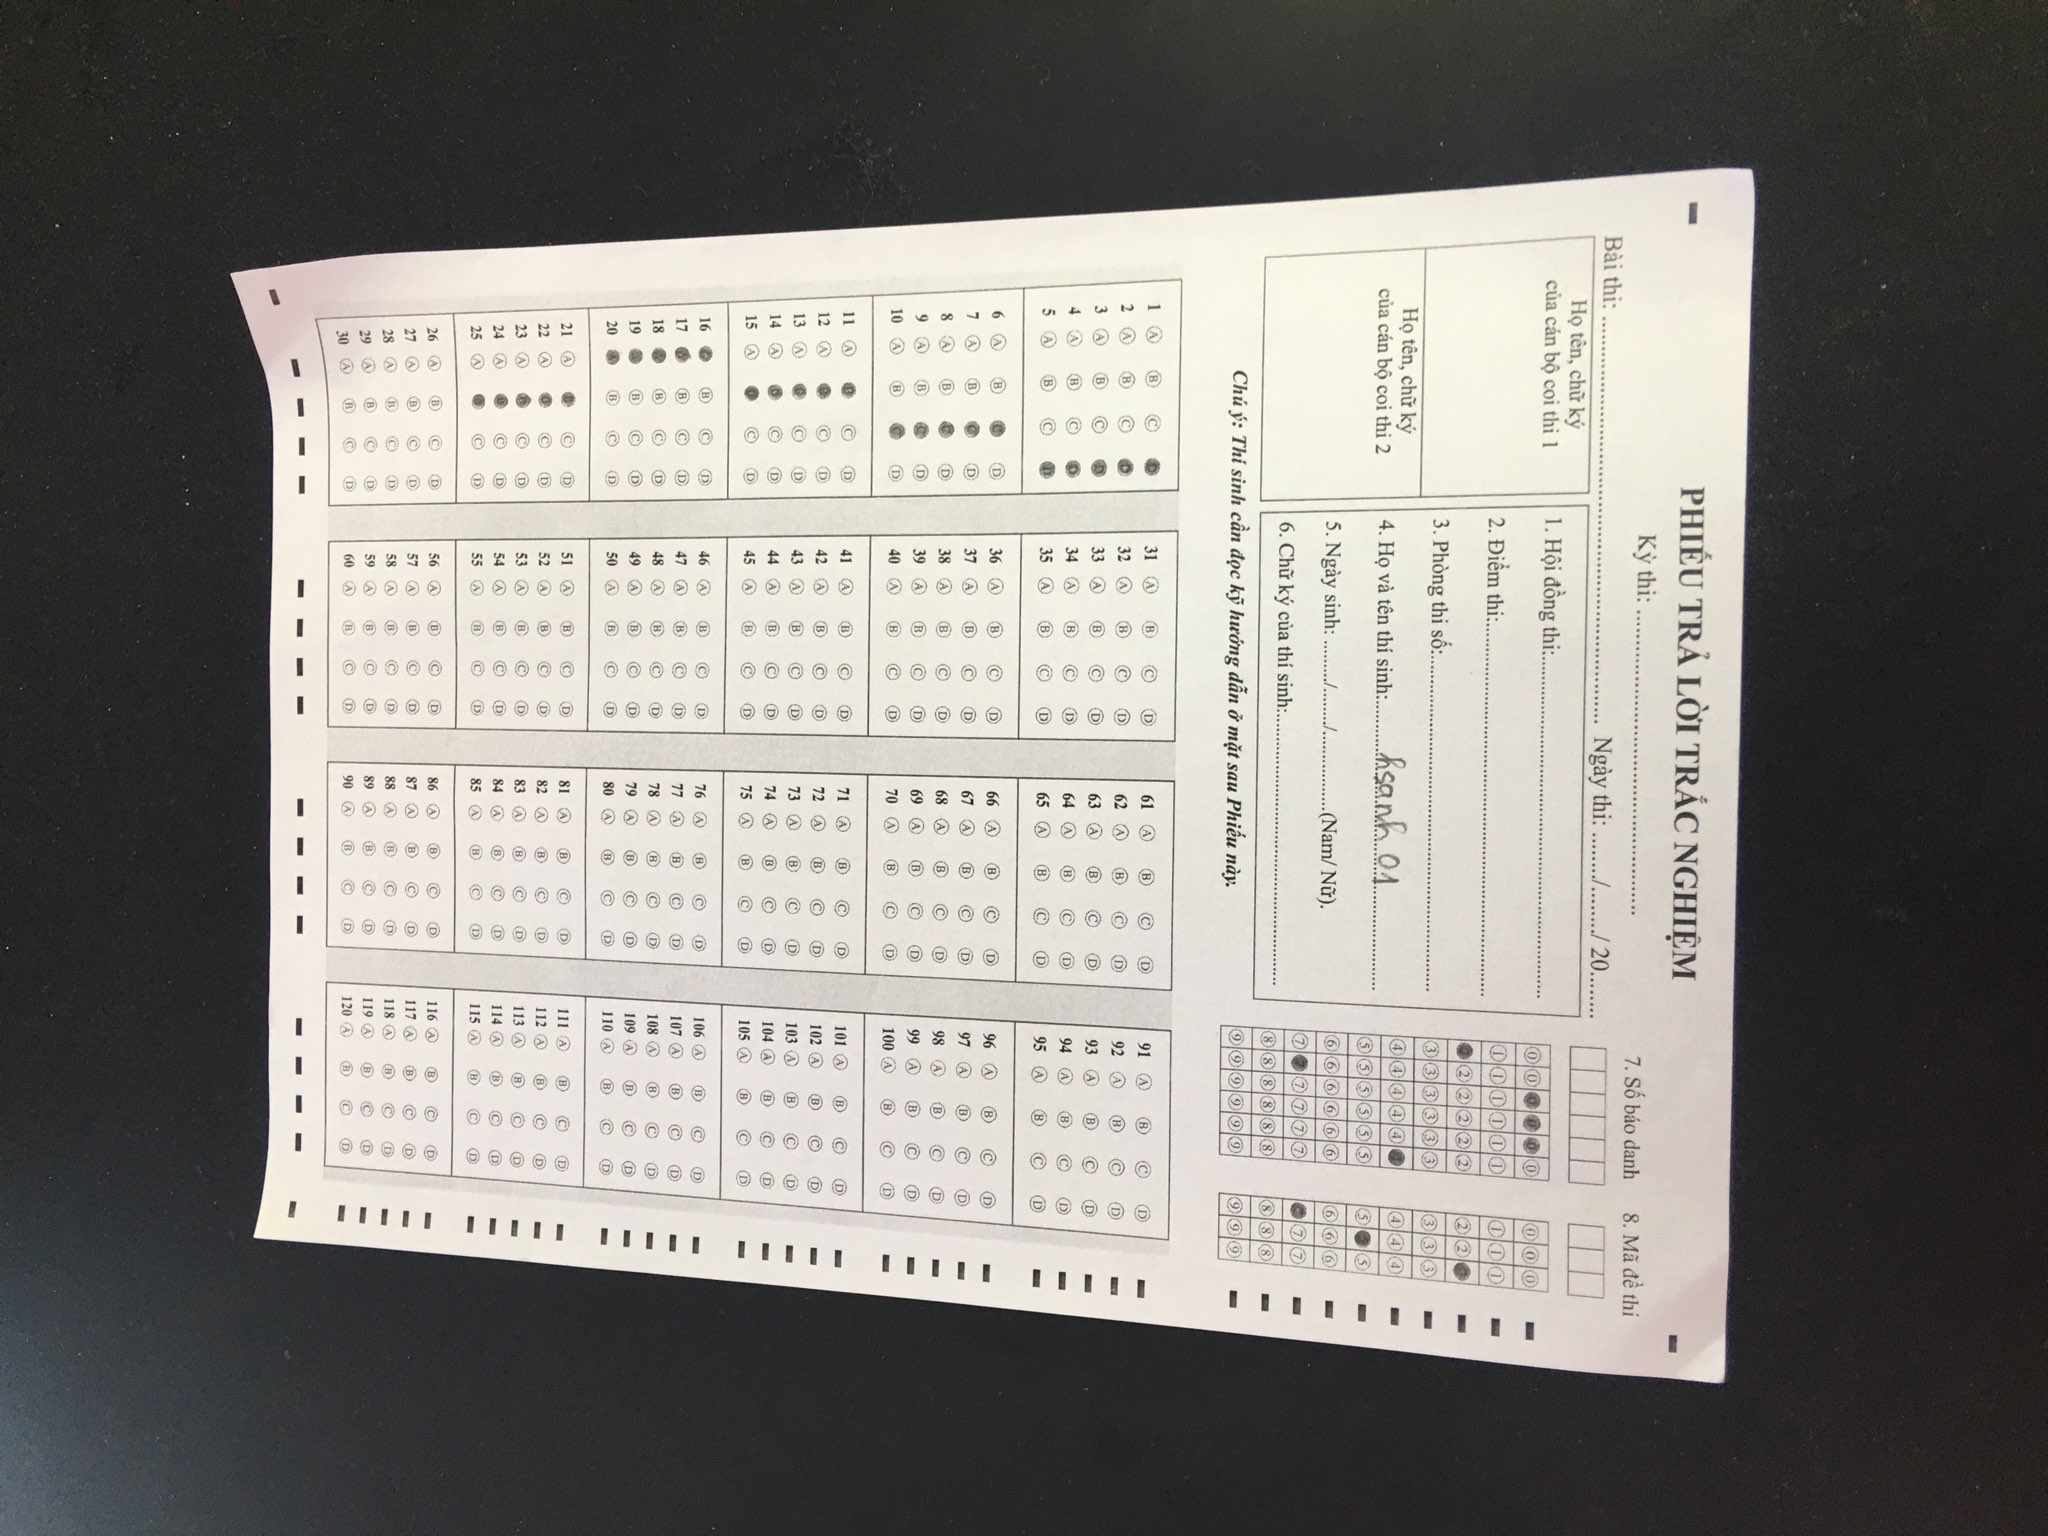 PHIẾU TRẢ LỜI TRẮC NGHIỆM
Kỳ thi: ................................................
Bài thi: ........................................................................ Ngày thi: ......./......./ 20.......
Họ tên, chữ ký
của cán bộ coi thi 1
Họ tên, chữ ký
của cán bộ coi thi 2
1. Hội đồng thi:................................................
2. Điểm thi:................................................
3. Phòng thi số:................................................
4. Họ và tên thí sinh:..........hsanh 01..........
5. Ngày sinh: ......./......./...............(Nam/ Nữ).
6. Chữ ký của thí sinh:................................................
7. Số báo danh
8. Mã đề thi
0 0 0 0 0
1 1 1 1 1 1 1 1 1
2 2 2 2 2 2 2
3 3 3 3 3 3 3 3 3
4 4 4 4 4 4 4 4
5 5 5 5 5 5 5 5
6 6 6 6 6 6 6 6 6
7 7 7 7 7 7 7
8 8 8 8 8 8 8 8 8
9 9 9 9 9 9 9 9 9
Chú ý: Thí sinh cần đọc kỹ hướng dẫn ở mặt sau Phiếu này.
1 A B C D
2 A B C D
3 A B C D
4 A B C D
5 A B C D
6 A B C D
7 A B C D
8 A B C D
9 A B C D
10 A B C D
11 A C D
12 A C D
13 A C D
14 A C D
15 A C D
16 B C D
17 A B C D
18 B C D
19 B C D
20 A B C D
21 A B C D
22 A C D
23 A B C D
24 A B C D
25 A C D
26 A B C D
27 A B C D
28 A B C D
29 A B C D
30 A B C D
31 A B C D
32 A B C D
33 A B C D
34 A B C D
35 A B C D
36 A B C D
37 A B C D
38 A B C D
39 A B C D
40 A B C D
41 A B C D
42 A B C D
43 A B C D
44 A B C D
45 A B C D
46 A B C D
47 A B C D
48 A B C D
49 A B C D
50 A B C D
51 A B C D
52 A B C D
53 A B C D
54 A B C D
55 A B C D
56 A B C D
57 A B C D
58 A B C D
59 A B C D
60 A B C D
61 A B C D
62 A B C D
63 A B C D
64 A B C D
65 A B C D
66 A B C D
67 A B C D
68 A B C D
69 A B C D
70 A B C D
71 A B C D
72 A B C D
73 A B C D
74 A B C D
75 A B C D
76 A B C D
77 A B C D
78 A B C D
79 A B C D
80 A B C D
81 A B C D
82 A B C D
83 A B C D
84 A B C D
85 A B C D
86 A B C D
87 A B C D
88 A B C D
89 A B C D
90 A B C D
91 A B C D
92 A B C D
93 A B C D
94 A B C D
95 A B C D
96 A B C D
97 A B C D
98 A B C D
99 A B C D
100 A B C D
101 A B C D
102 A B C D
103 A B C D
104 A B C D
105 A B C D
106 A B C D
107 A B C D
108 A B C D
109 A B C D
110 A B C D
111 A B C D
112 A B C D
113 A B C D
114 A B C D
115 A B C D
116 A B C D
117 A B C D
118 A B C D
119 A B C D
120 A B C D